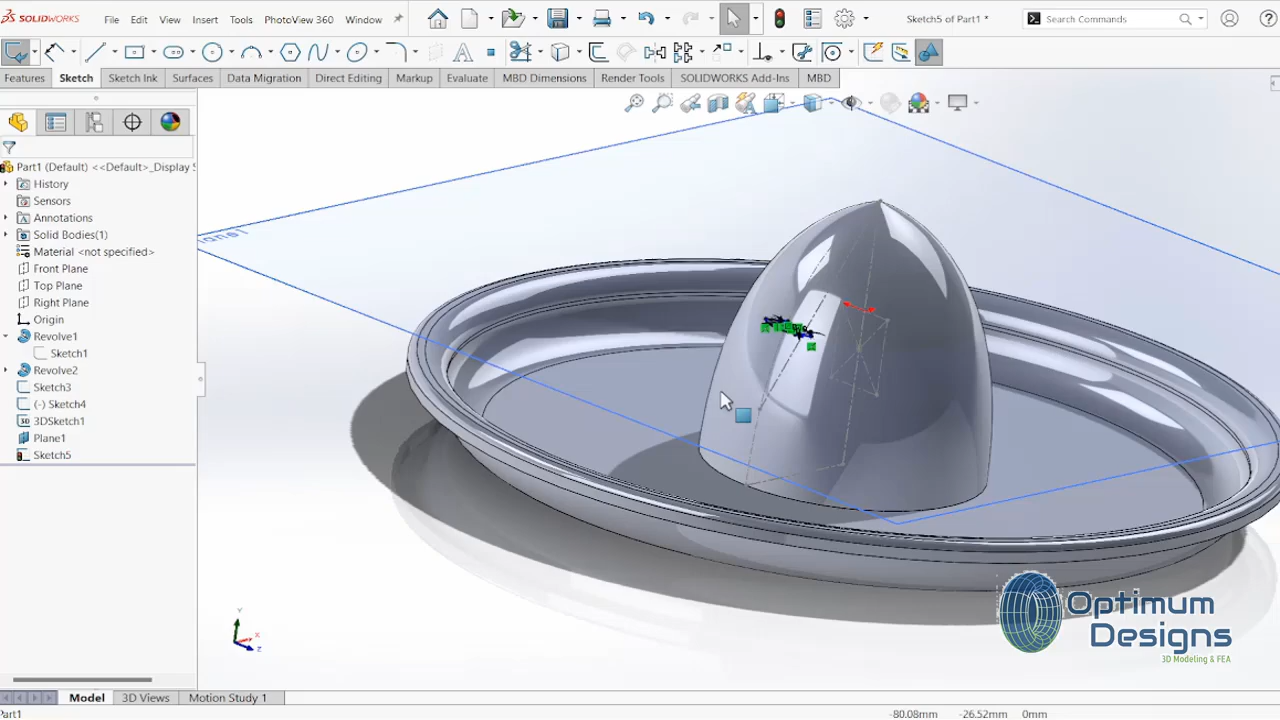 SOLIDWORKS File Edit View Insert Tools PhotoView 360 Window Sketch5 of Part1 * Search Commands
Features Sketch Sketch Ink Surfaces Data Migration Direct Editing Markup Evaluate MBD Dimensions Render Tools SOLIDWORKS Add-Ins MBD
Part1 (Default) <<Default>_Display S
History
Sensors
Annotations
Solid Bodies(1)
Material <not specified>
Front Plane
Top Plane
Right Plane
Origin
Revolve1
Sketch1
Revolve2
Sketch3
(-) Sketch4
3D 3DSketch1
Plane1
Sketch5
Y
X
Z
Optimum
Designs
3D Modeling & FEA
Model 3D Views Motion Study 1
Part1 -80.08mm -26.52mm 0mm